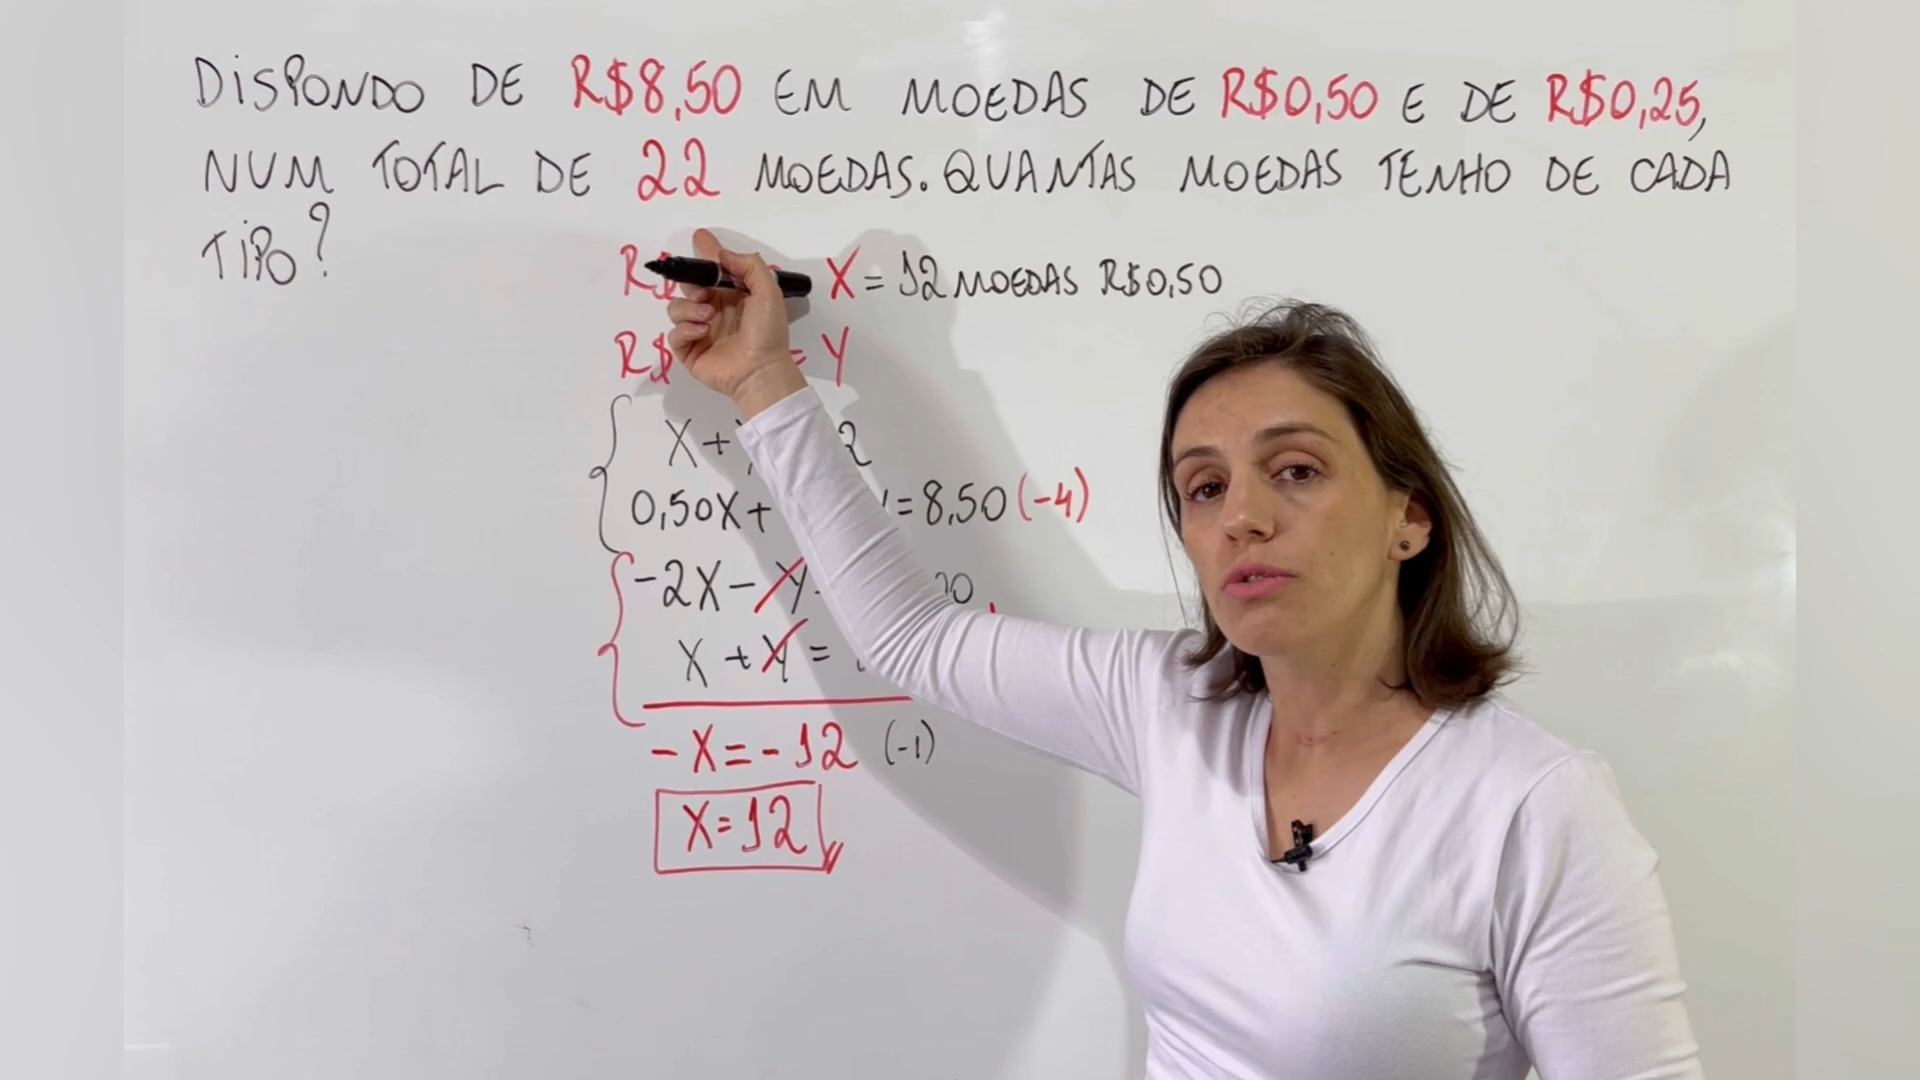 DISPONDO DE R$8,50 EM MOEDAS DE R$0,50 E DE R$0,25,
NUM TOTAL DE 22 MOEDAS. QUANTAS MOEDAS TENHO DE CADA
TIPO?
R$ X = 12 MOEDAS R$0,50
R$ = Y
X + 2
0,50X + = 8,50 (-4)
-2X - Y
X + Y =
-X = -12 (-1)
X = 12